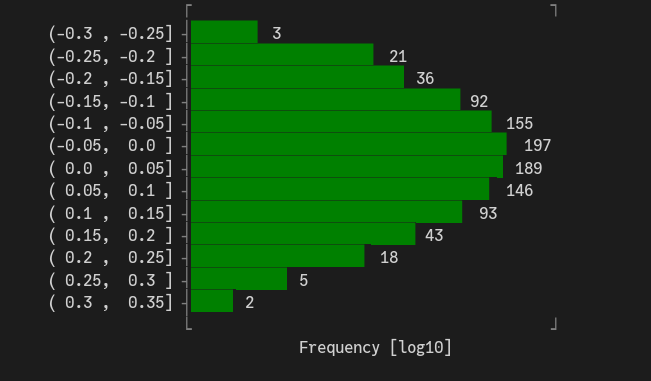 (-0.3 , -0.25] 3
(-0.25, -0.2 ] 21
(-0.2 , -0.15] 36
(-0.15, -0.1 ] 92
(-0.1 , -0.05] 155
(-0.05,  0.0 ] 197
( 0.0 ,  0.05] 189
( 0.05,  0.1 ] 146
( 0.1 ,  0.15] 93
( 0.15,  0.2 ] 43
( 0.2 ,  0.25] 18
( 0.25,  0.3 ] 5
( 0.3 ,  0.35] 2
Frequency [log10]